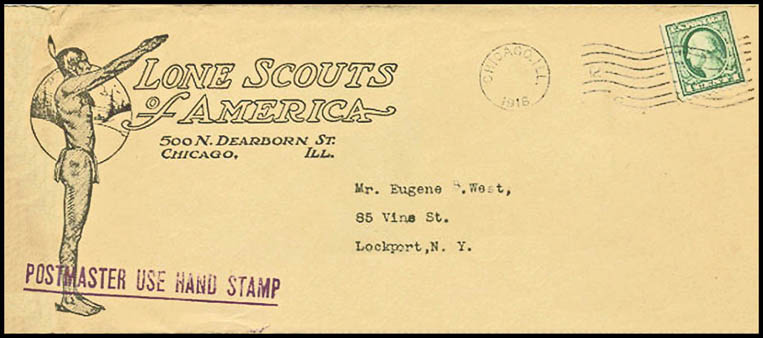 LONE SCOUTS
of AMERICA
500 N. DEARBORN ST.
CHICAGO, ILL.
CHICAGO, ILL.
1916
Mr. Eugene .West,
85 Vine St.
Lockport, N. Y.
POSTMASTER USE HAND STAMP